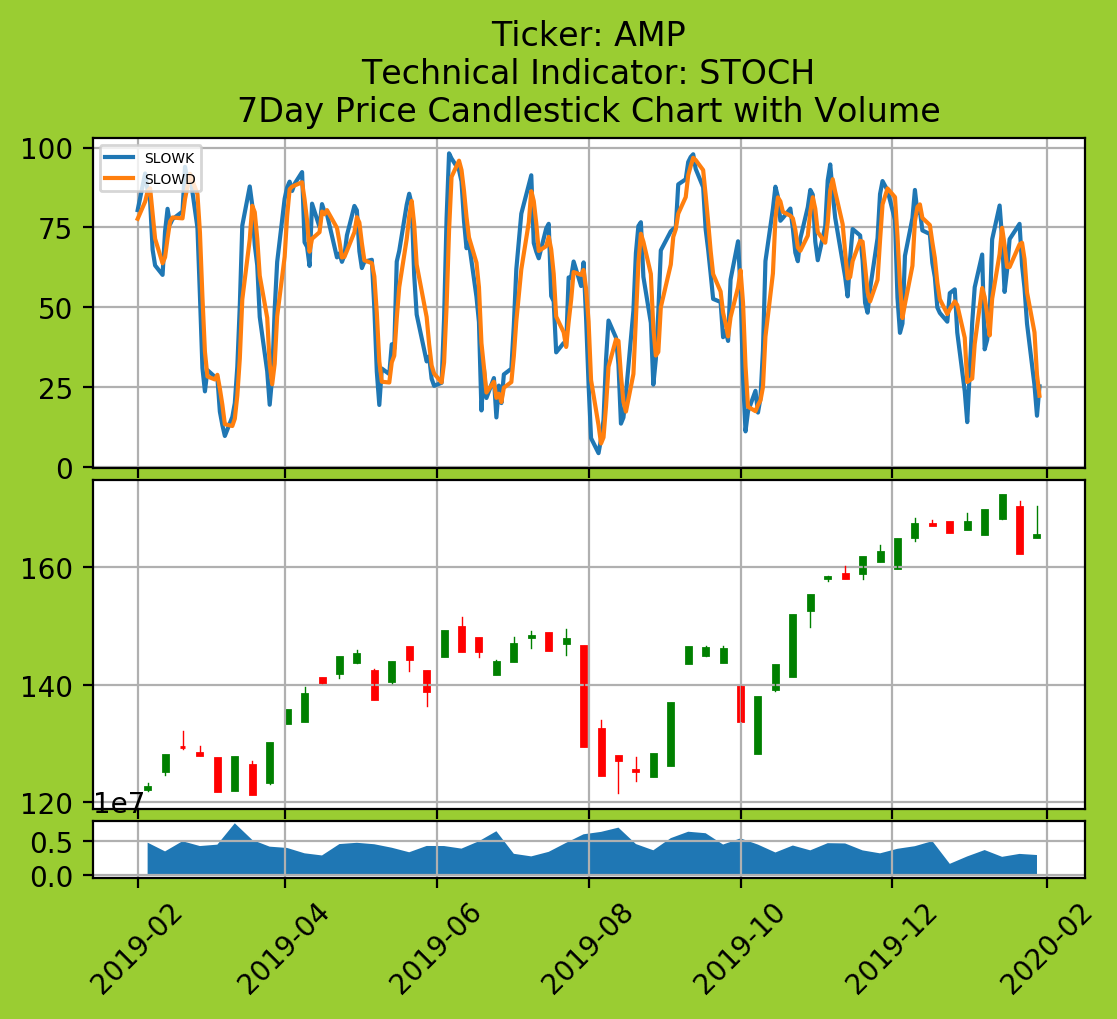 Ticker: AMP
Technical Indicator: STOCH
7Day Price Candlestick Chart with Volume
100
75
50
25
0
SLOWK
SLOWD
160
140
120
1e7
0.5
0.0
2019-02
2019-04
2019-06
2019-08
2019-10
2019-12
2020-02